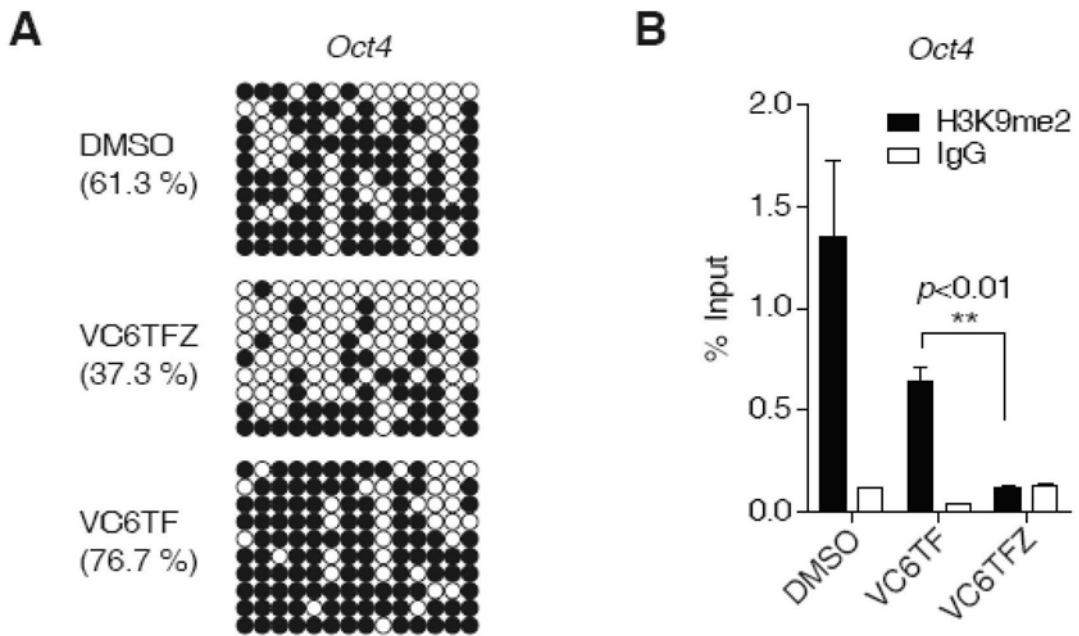 A
Oct4
DMSO
(61.3 %)
VC6TFZ
(37.3 %)
VC6TF
(76.7 %)
B
Oct4
2.0
1.5
1.0
0.5
0.0
% Input
H3K9me2
IgG
p<0.01
**
DMSO
VC6TF
VC6TFZ